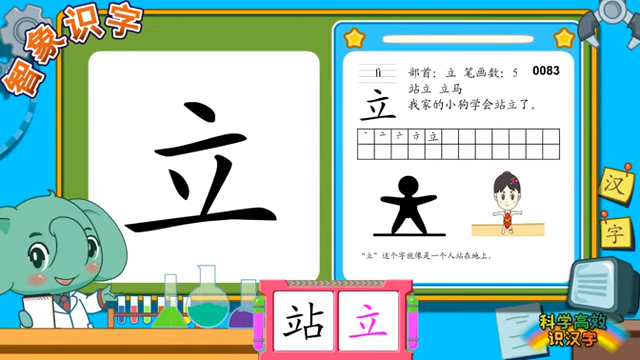 智象识字
立
lì
部首：立 笔画数：5
0083
站立 立马
立
我家的小狗学会站立了。
丶 亠 六 立
“立”这个字就像是一个人站在地上。
汉
字
站立
科学高效
识汉字